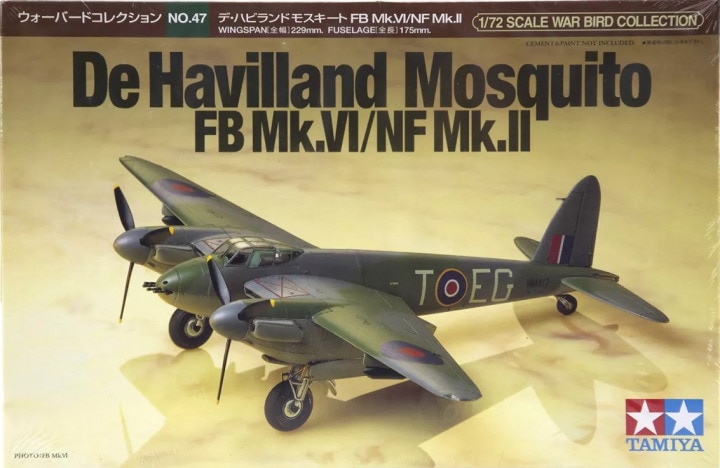 ウォーバードコレクション NO.47 デ・ハビランド モスキート FB Mk.VI/NF Mk.II 1/72 SCALE WAR BIRD COLLECTION
WINGSPAN[全幅]229mm. FUSELAGE[全長]175mm.
CEMENT & PAINT NOT INCLUDED.
De Havilland Mosquito
FB Mk.VI/NF Mk.II
T EG
TAMIYA
PHOTO:FB Mk.VI